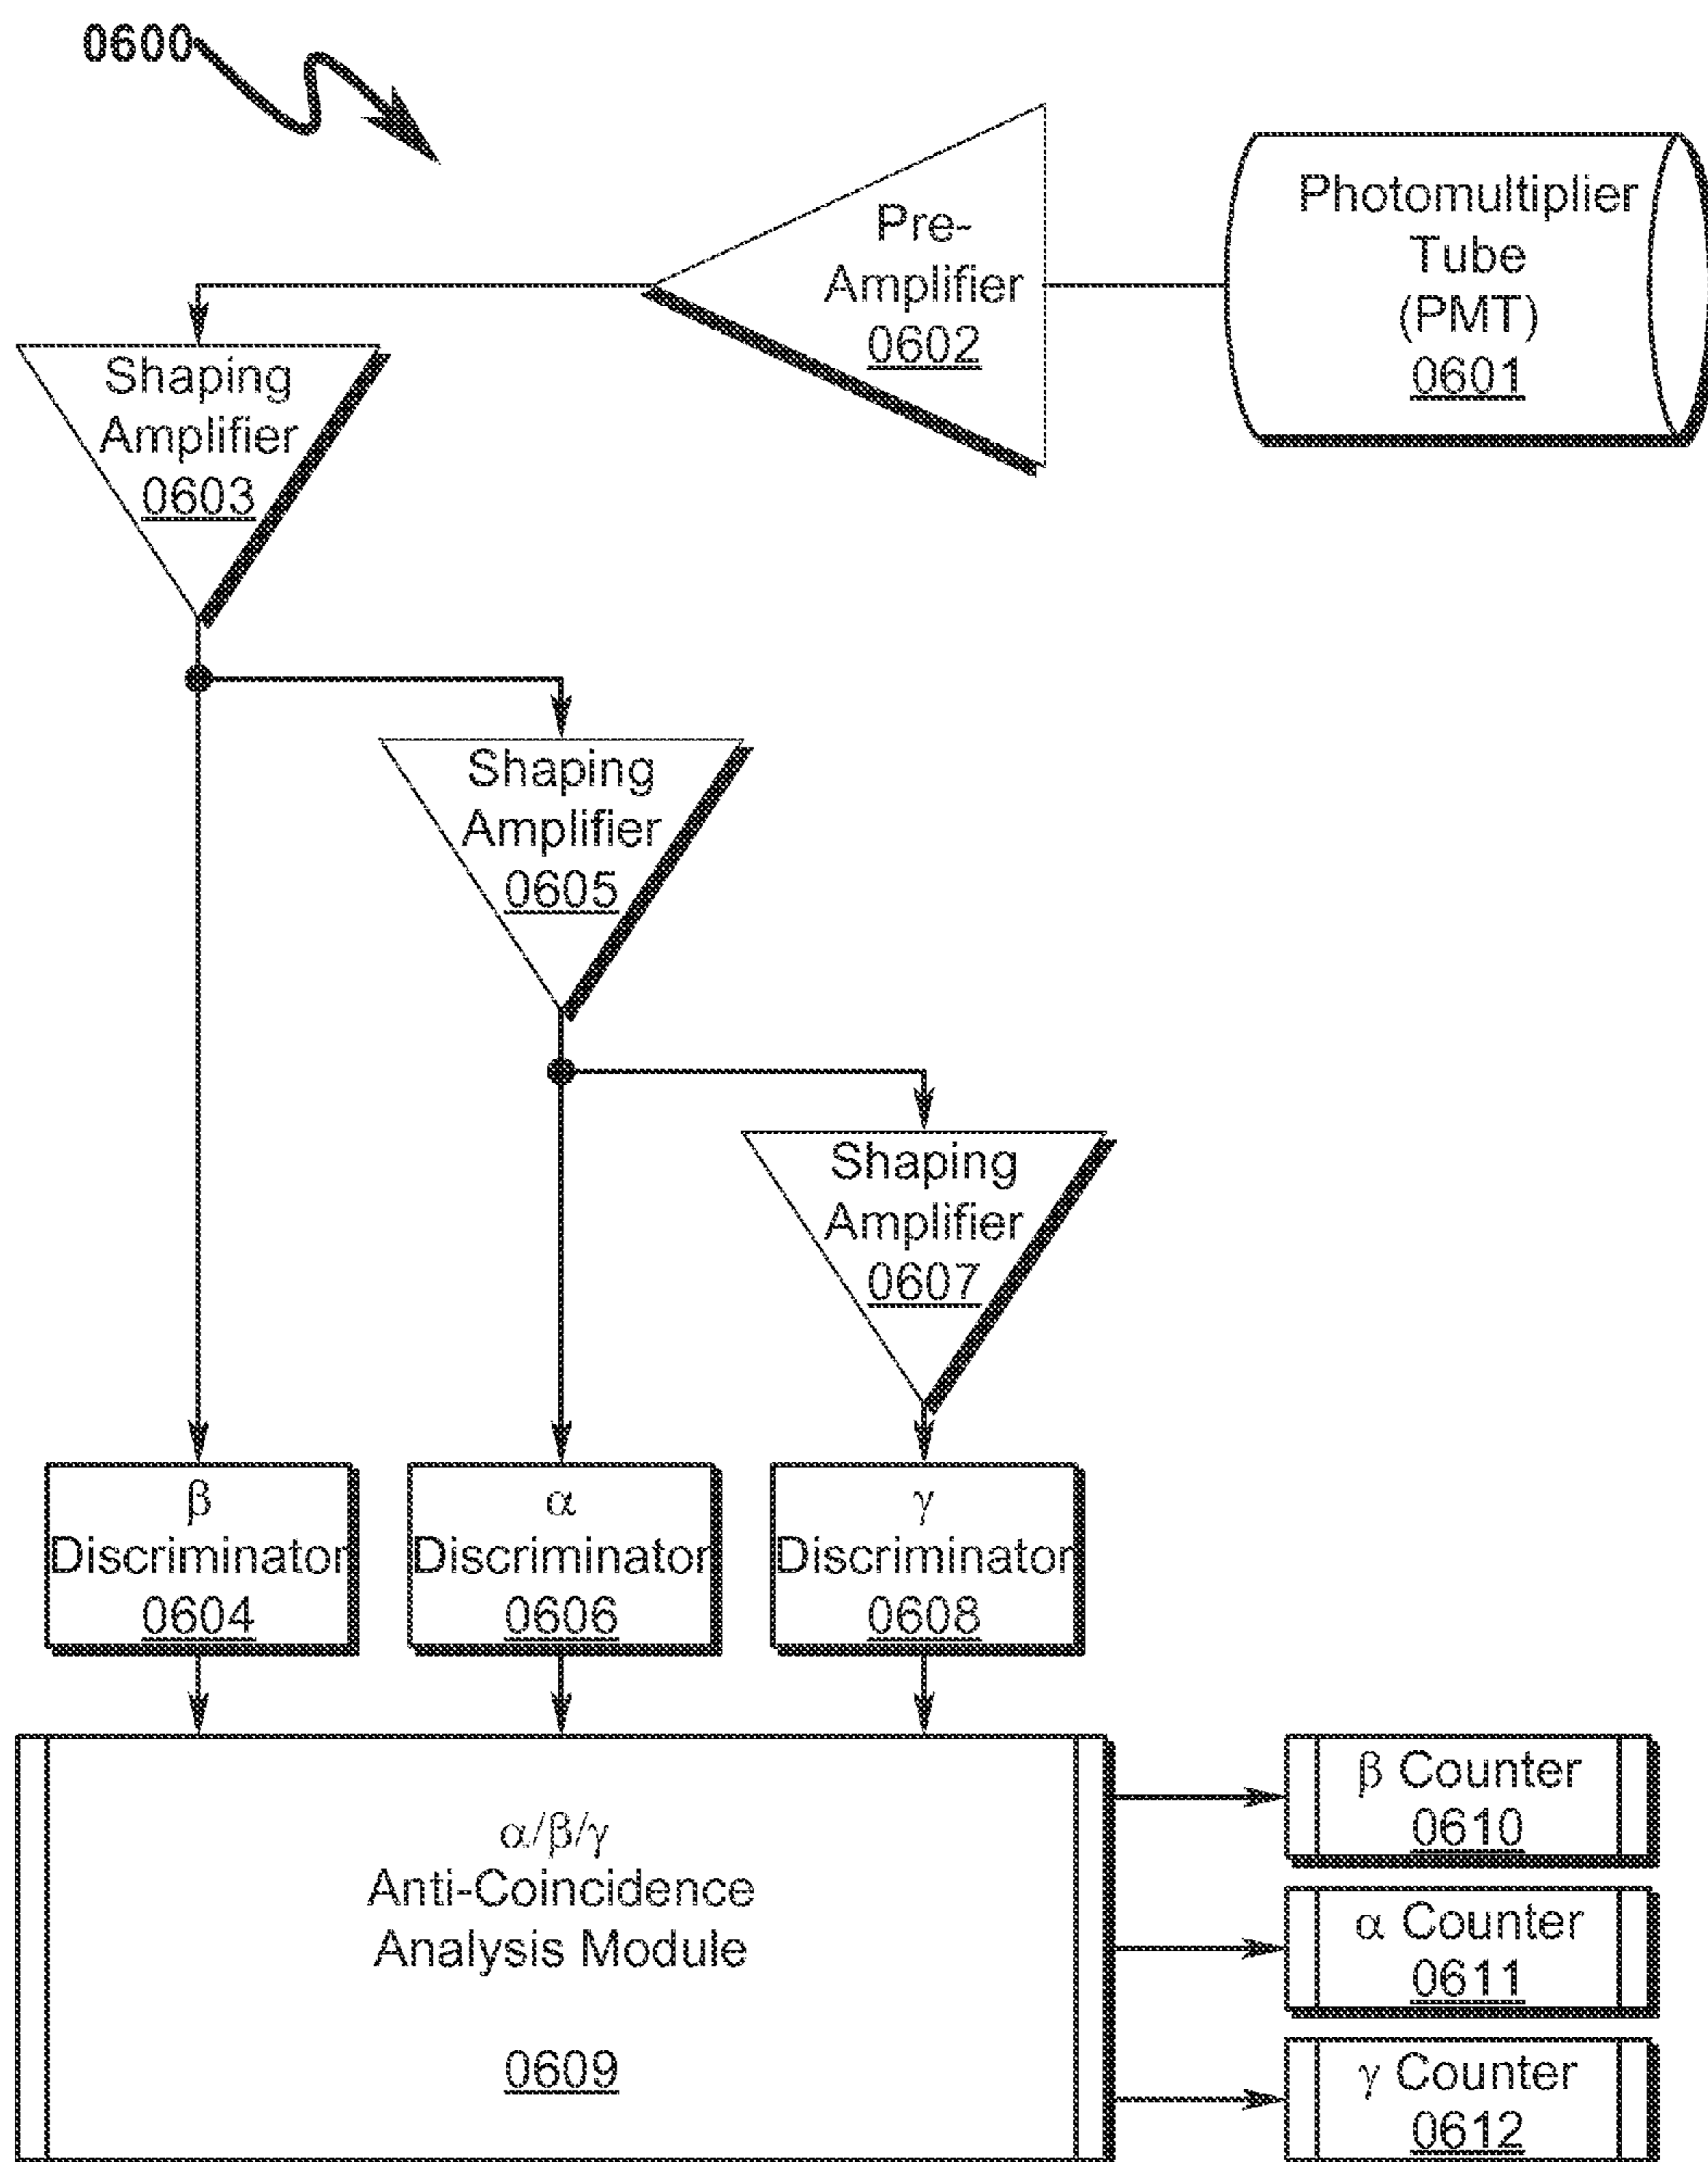 0600
Photomultiplier
Tube
(PMT)
0601
Pre-
Amplifier
0602
Shaping
Amplifier
0603
Shaping
Amplifier
0605
Shaping
Amplifier
0607
β
Discriminator
0604
α
Discriminator
0606
γ
Discriminator
0608
α/β/γ
Anti-Coincidence
Analysis Module
0609
β Counter
0610
α Counter
0611
γ Counter
0612